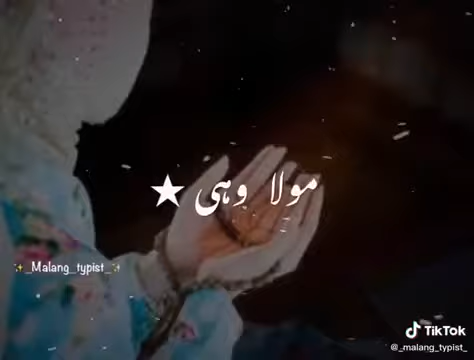 مولا وہی ★
✨_Malang_typist_✨
TikTok
@_malang_typist_